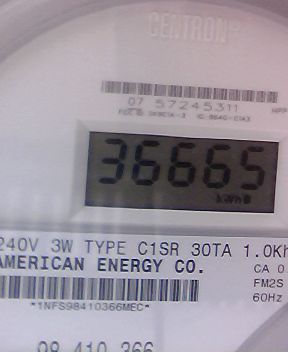 CENTRON®
07 57245311
36665
kWh
240V 3W TYPE C1SR 30TA 1.0Kh
AMERICAN ENERGY CO.
CA 0.
FM2S
60Hz
*1NFS98410366MEC*
98 410 366